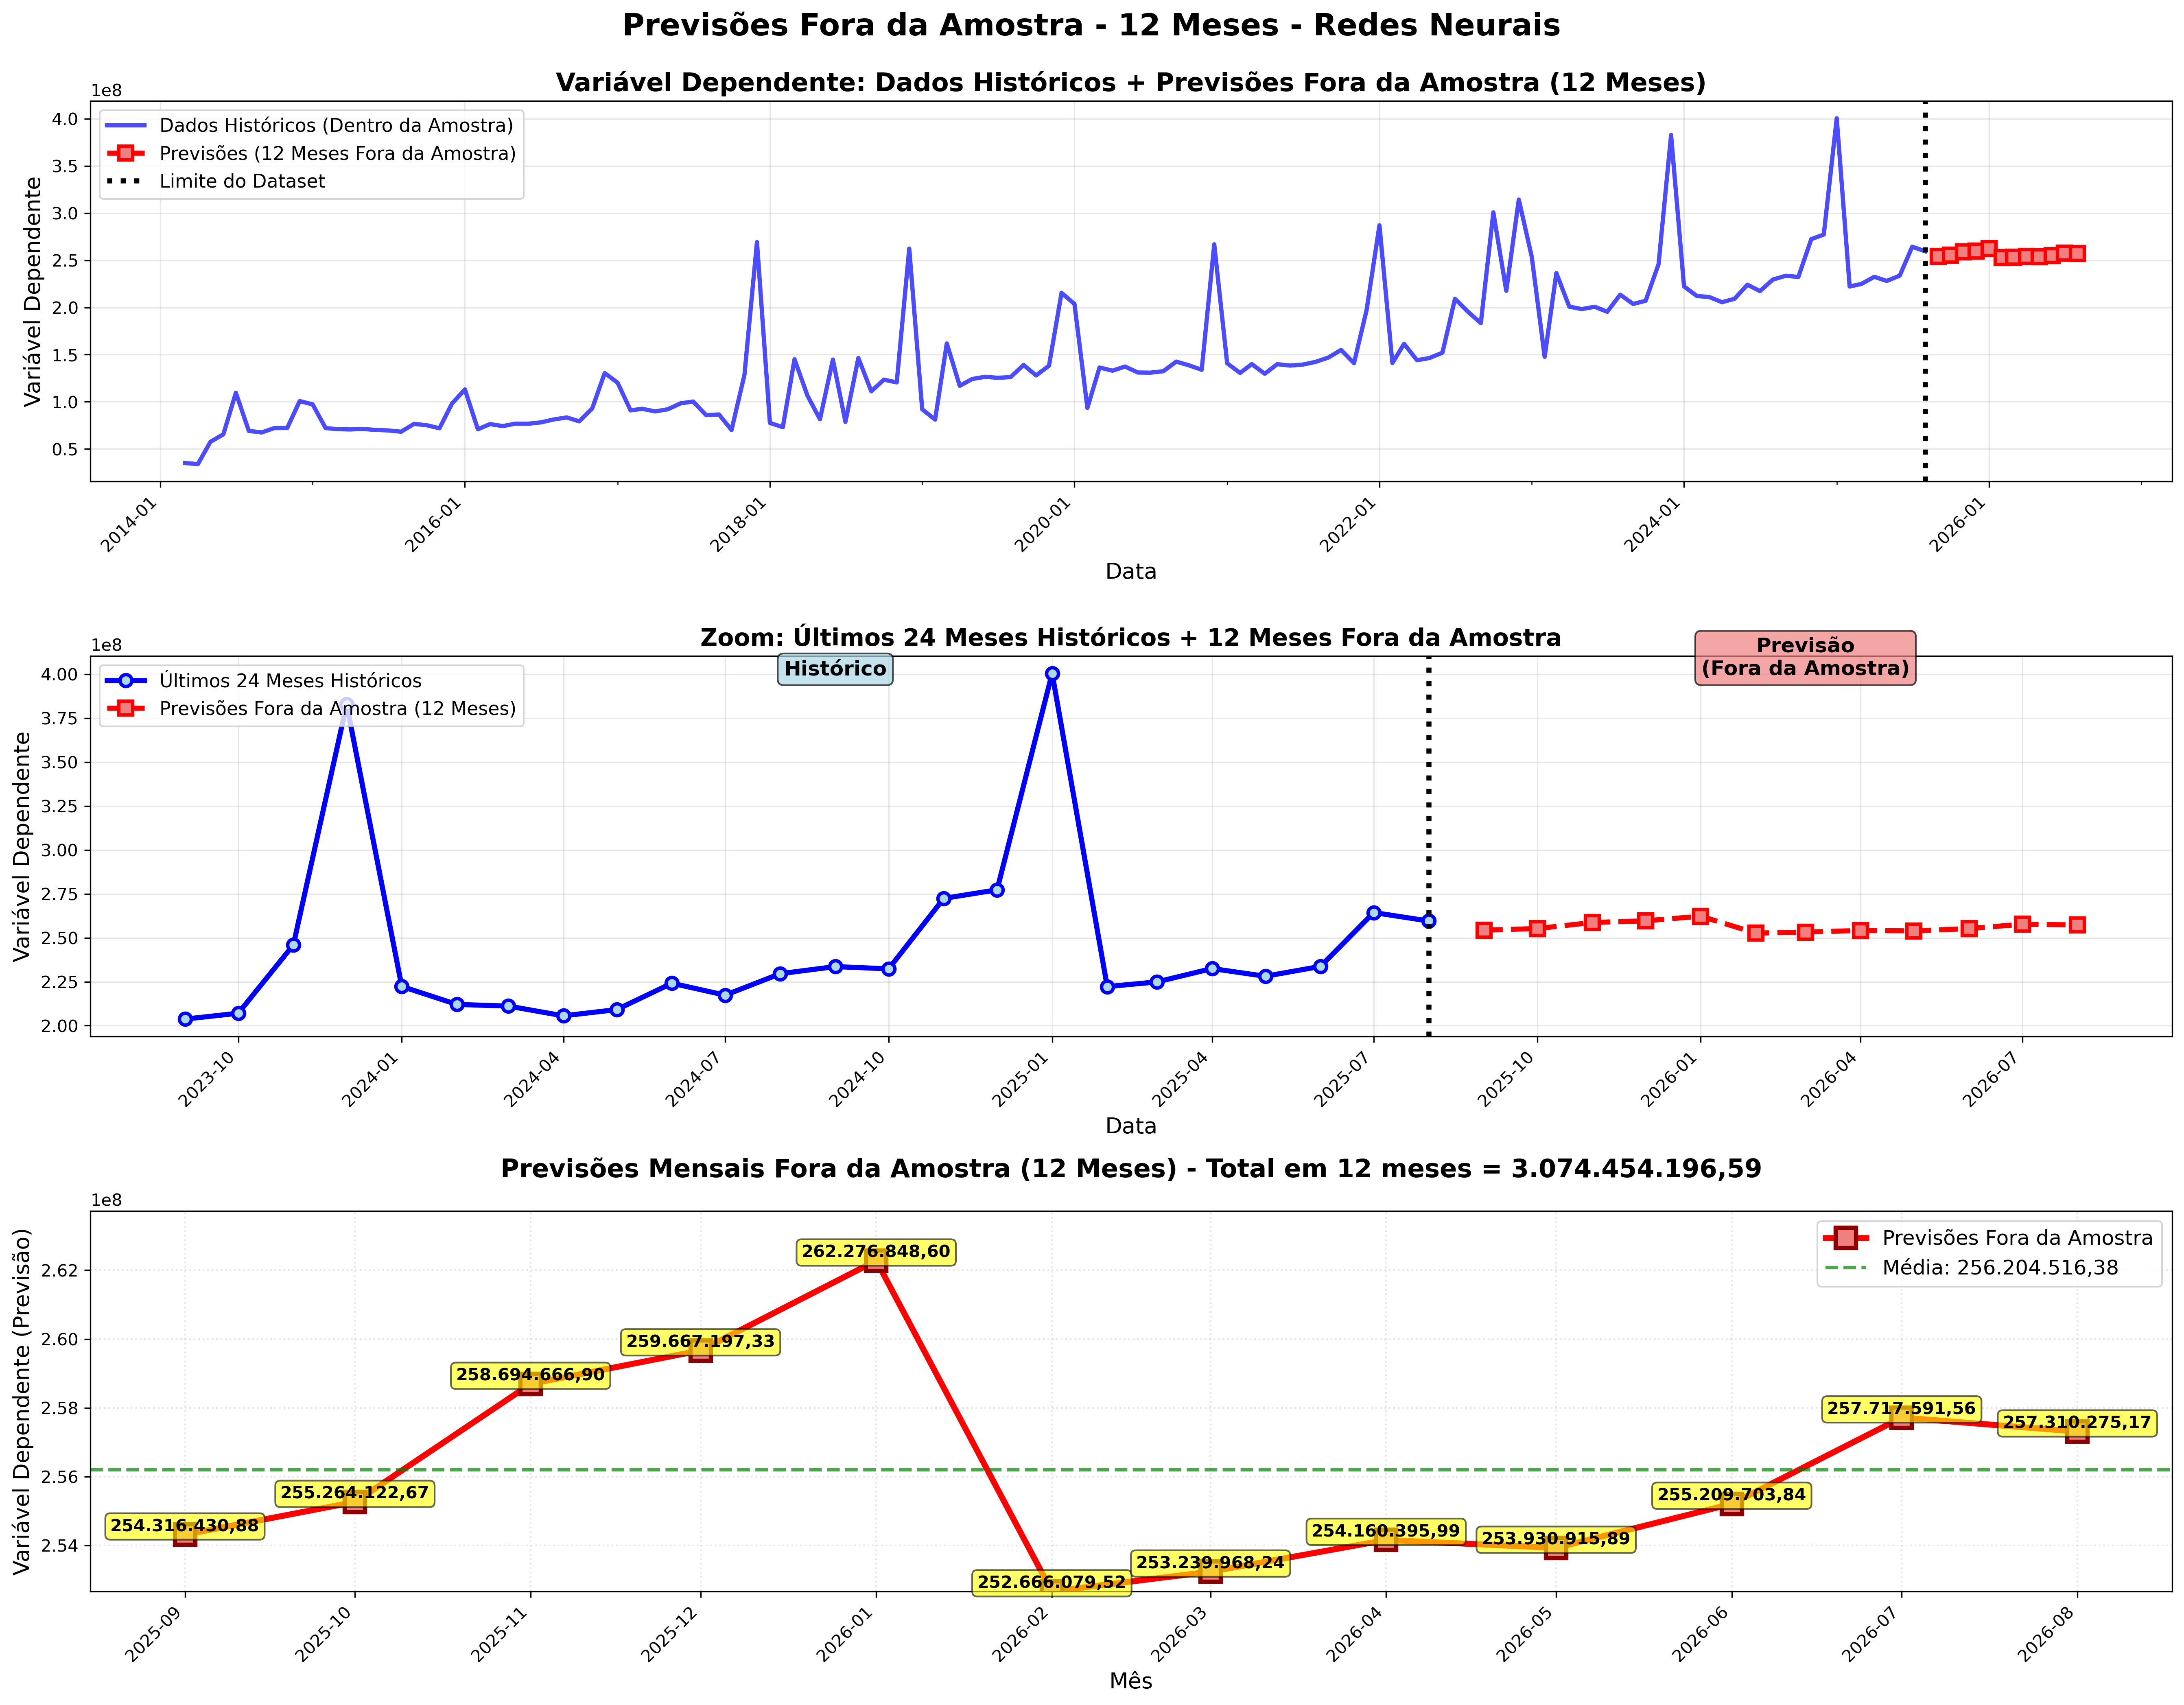 Previsões Fora da Amostra - 12 Meses - Redes Neurais
Variável Dependente: Dados Históricos + Previsões Fora da Amostra (12 Meses)
1e8
Dados Históricos (Dentro da Amostra)
Previsões (12 Meses Fora da Amostra)
Limite do Dataset
4.0
3.5
3.0
2.5
2.0
1.5
1.0
0.5
Variável Dependente
2014-01
2016-01
2018-01
2020-01
2022-01
2024-01
2026-01
Data
Zoom: Últimos 24 Meses Históricos + 12 Meses Fora da Amostra
1e8
Últimos 24 Meses Históricos
Previsões Fora da Amostra (12 Meses)
Histórico
Previsão
(Fora da Amostra)
4.00
3.75
3.50
3.25
3.00
2.75
2.50
2.25
2.00
Variável Dependente
2023-10
2024-01
2024-04
2024-07
2024-10
2025-01
2025-04
2025-07
2025-10
2026-01
2026-04
2026-07
Data
Previsões Mensais Fora da Amostra (12 Meses) - Total em 12 meses = 3.074.454.196,59
1e8
Previsões Fora da Amostra
Média: 256.204.516,38
2.62
2.60
2.58
2.56
2.54
Variável Dependente (Previsão)
254.316.430,88
255.264.122,67
258.694.666,90
259.667.197,33
262.276.848,60
252.666.079,52
253.239.968,24
254.160.395,99
253.930.915,89
255.209.703,84
257.717.591,56
257.310.275,17
2025-09
2025-10
2025-11
2025-12
2026-01
2026-02
2026-03
2026-04
2026-05
2026-06
2026-07
2026-08
Mês